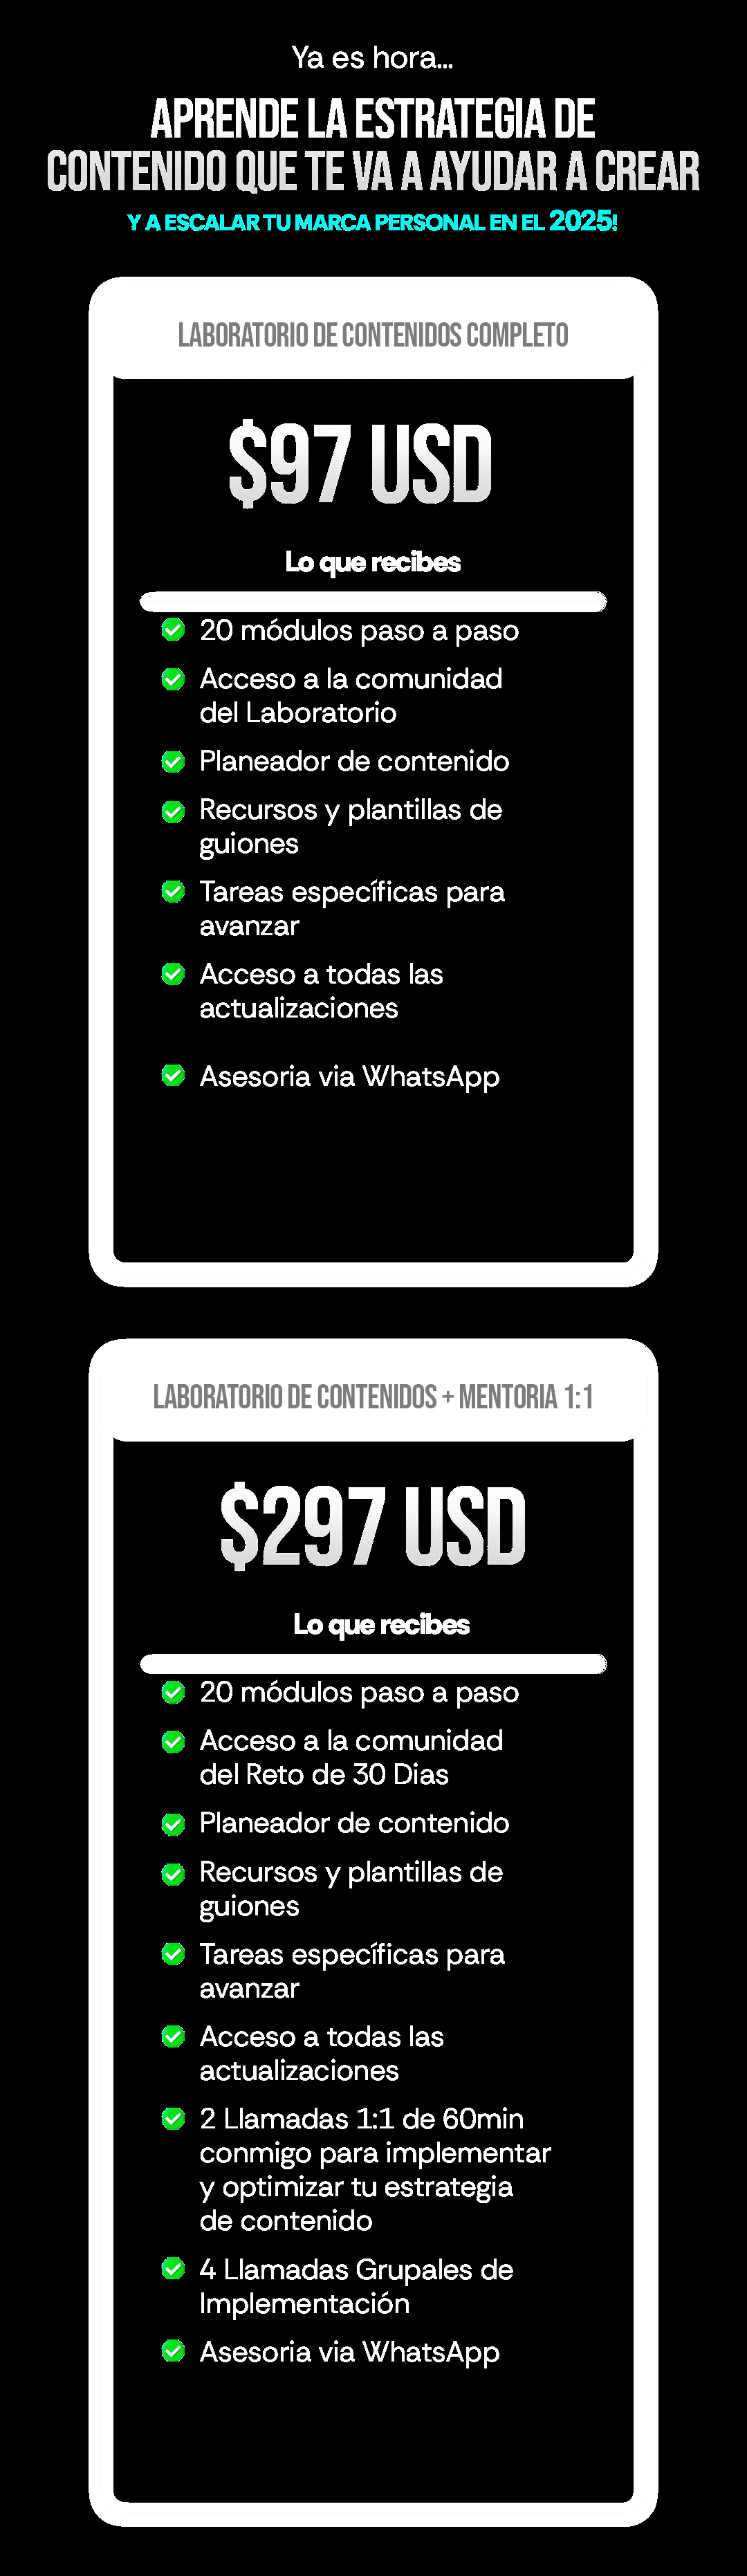 Ya es hora...
APRENDE LA ESTRATEGIA DE
CONTENIDO QUE TE VA A AYUDAR A CREAR
Y A ESCALAR TU MARCA PERSONAL EN EL 2025!
LABORATORIO DE CONTENIDOS COMPLETO
$97 USD
Lo que recibes
20 módulos paso a paso
Acceso a la comunidad
del Laboratorio
Planeador de contenido
Recursos y plantillas de
guiones
Tareas específicas para
avanzar
Acceso a todas las
actualizaciones
Asesoria via WhatsApp
LABORATORIO DE CONTENIDOS + MENTORIA 1:1
$297 USD
Lo que recibes
20 módulos paso a paso
Acceso a la comunidad
del Reto de 30 Dias
Planeador de contenido
Recursos y plantillas de
guiones
Tareas específicas para
avanzar
Acceso a todas las
actualizaciones
2 Llamadas 1:1 de 60min
conmigo para implementar
y optimizar tu estrategia
de contenido
4 Llamadas Grupales de
Implementación
Asesoria via WhatsApp